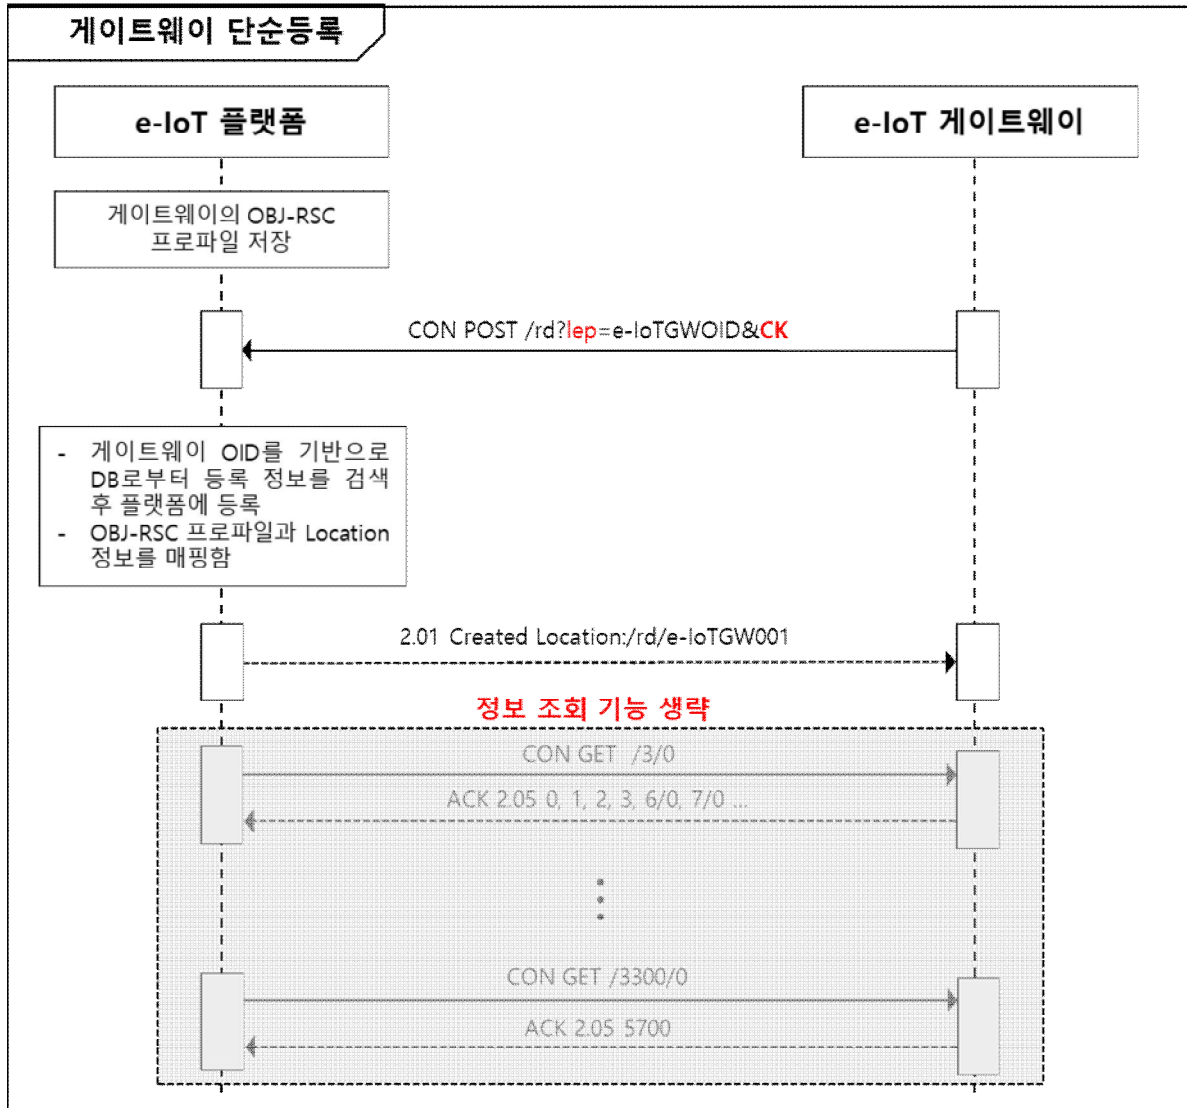 게이트웨이 단순등록
e-IoT 플랫폼
e-IoT 게이트웨이
게이트웨이의 OBJ-RSC
프로파일 저장
CON POST /rd?lep=e-IoTGWOID&CK
- 게이트웨이 OID를 기반으로
DB로부터 등록 정보를 검색
후 플랫폼에 등록
- OBJ-RSC 프로파일과 Location
정보를 매핑함
2.01 Created Location:/rd/e-IoTGW001
정보 조회 기능 생략
CON GET /3/0
ACK 2.05 0, 1, 2, 3, 6/0, 7/0 ...
CON GET /3300/0
ACK 2.05 5700